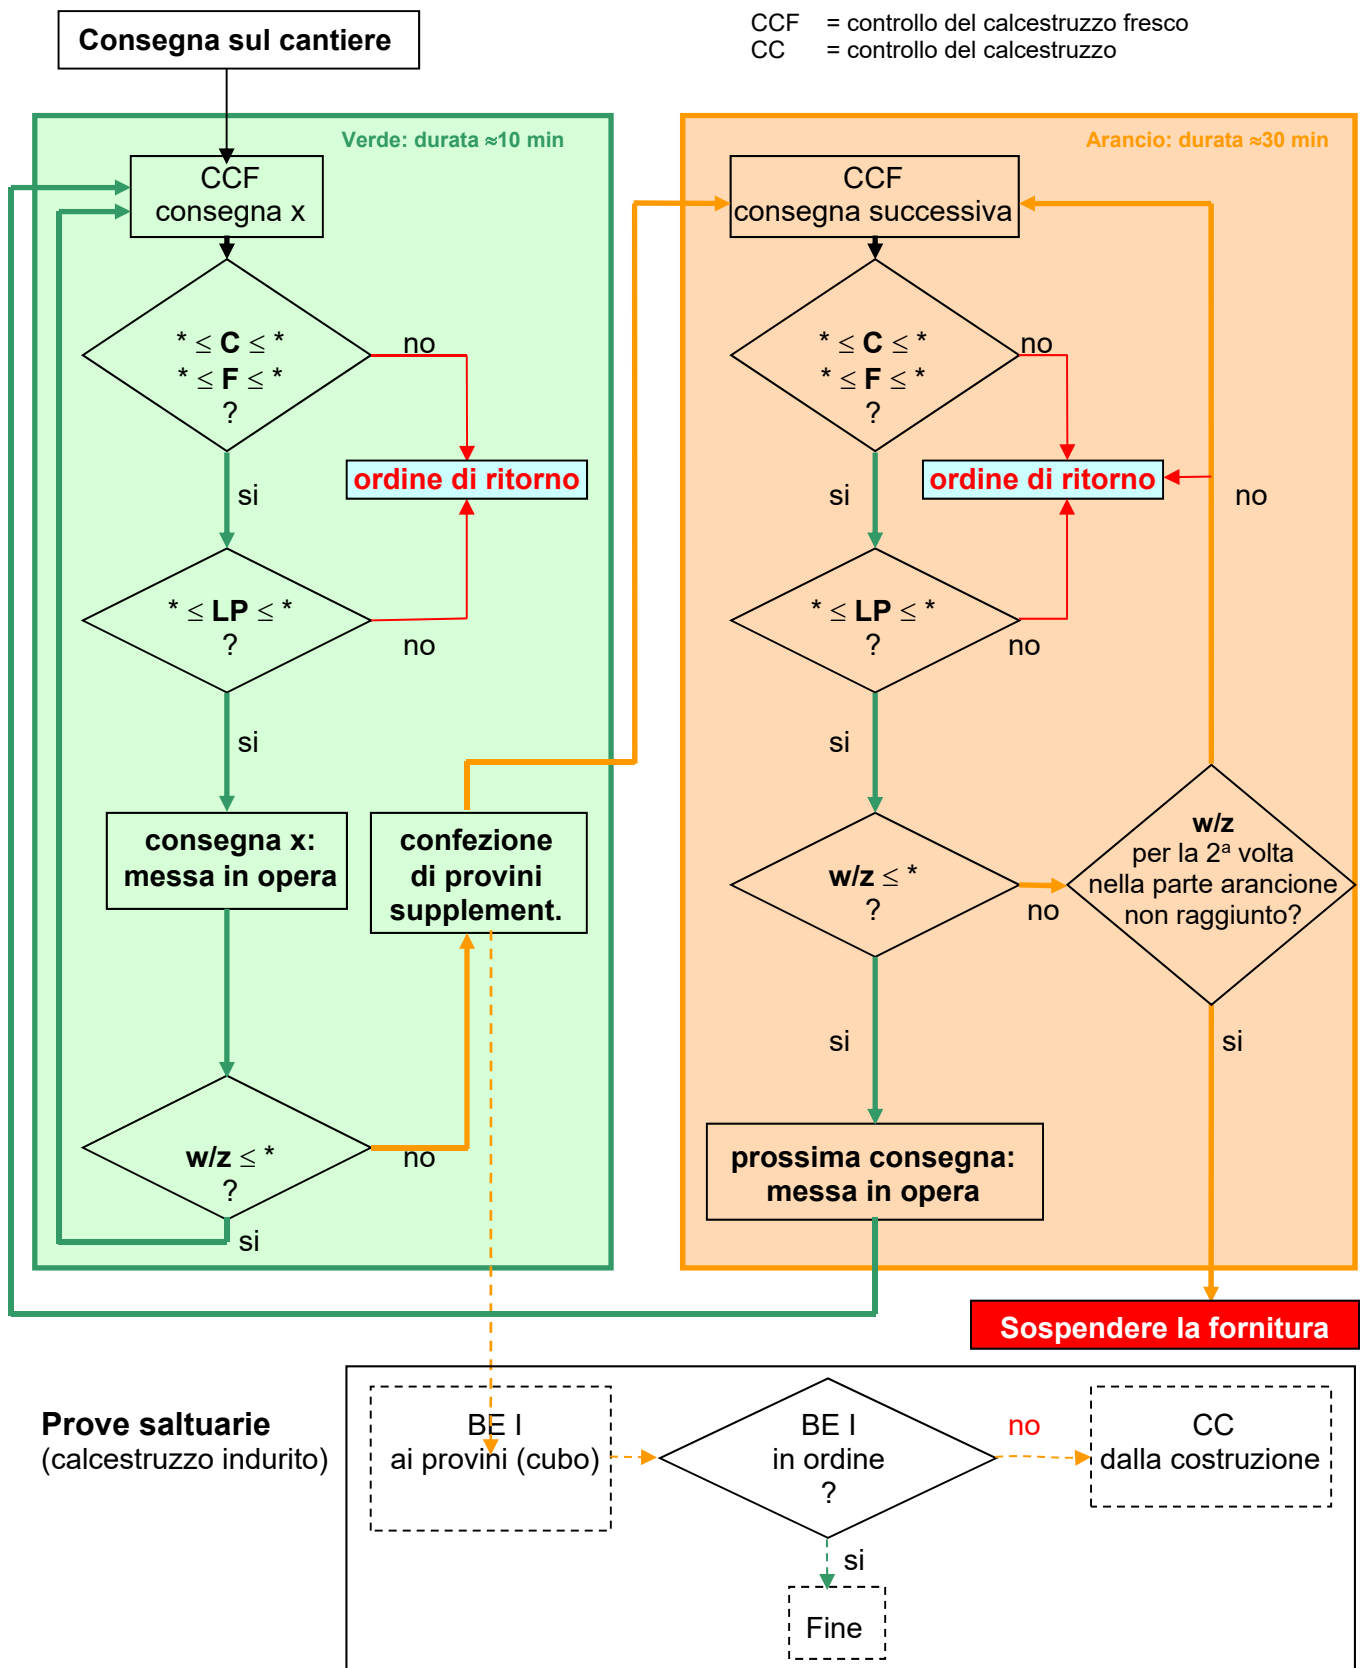 Consegna sul cantiere
CCF = controllo del calcestruzzo fresco
CC = controllo del calcestruzzo
Verde: durata ≈10 min
CCF
consegna x
* ≤ C ≤ *
* ≤ F ≤ *
?
no
ordine di ritorno
si
* ≤ LP ≤ *
?
no
si
consegna x:
messa in opera
confezione
di provini
supplement.
w/z ≤ *
?
no
si
Arancio: durata ≈30 min
CCF
consegna successiva
* ≤ C ≤ *
* ≤ F ≤ *
?
no
ordine di ritorno
no
si
* ≤ LP ≤ *
?
no
si
w/z ≤ *
?
no
w/z
per la 2ª volta
nella parte arancione
non raggiunto?
si
si
prossima consegna:
messa in opera
Sospendere la fornitura
Prove saltuarie
(calcestruzzo indurito)
BE I
ai provini (cubo)
BE I
in ordine
?
no
CC
dalla costruzione
si
Fine